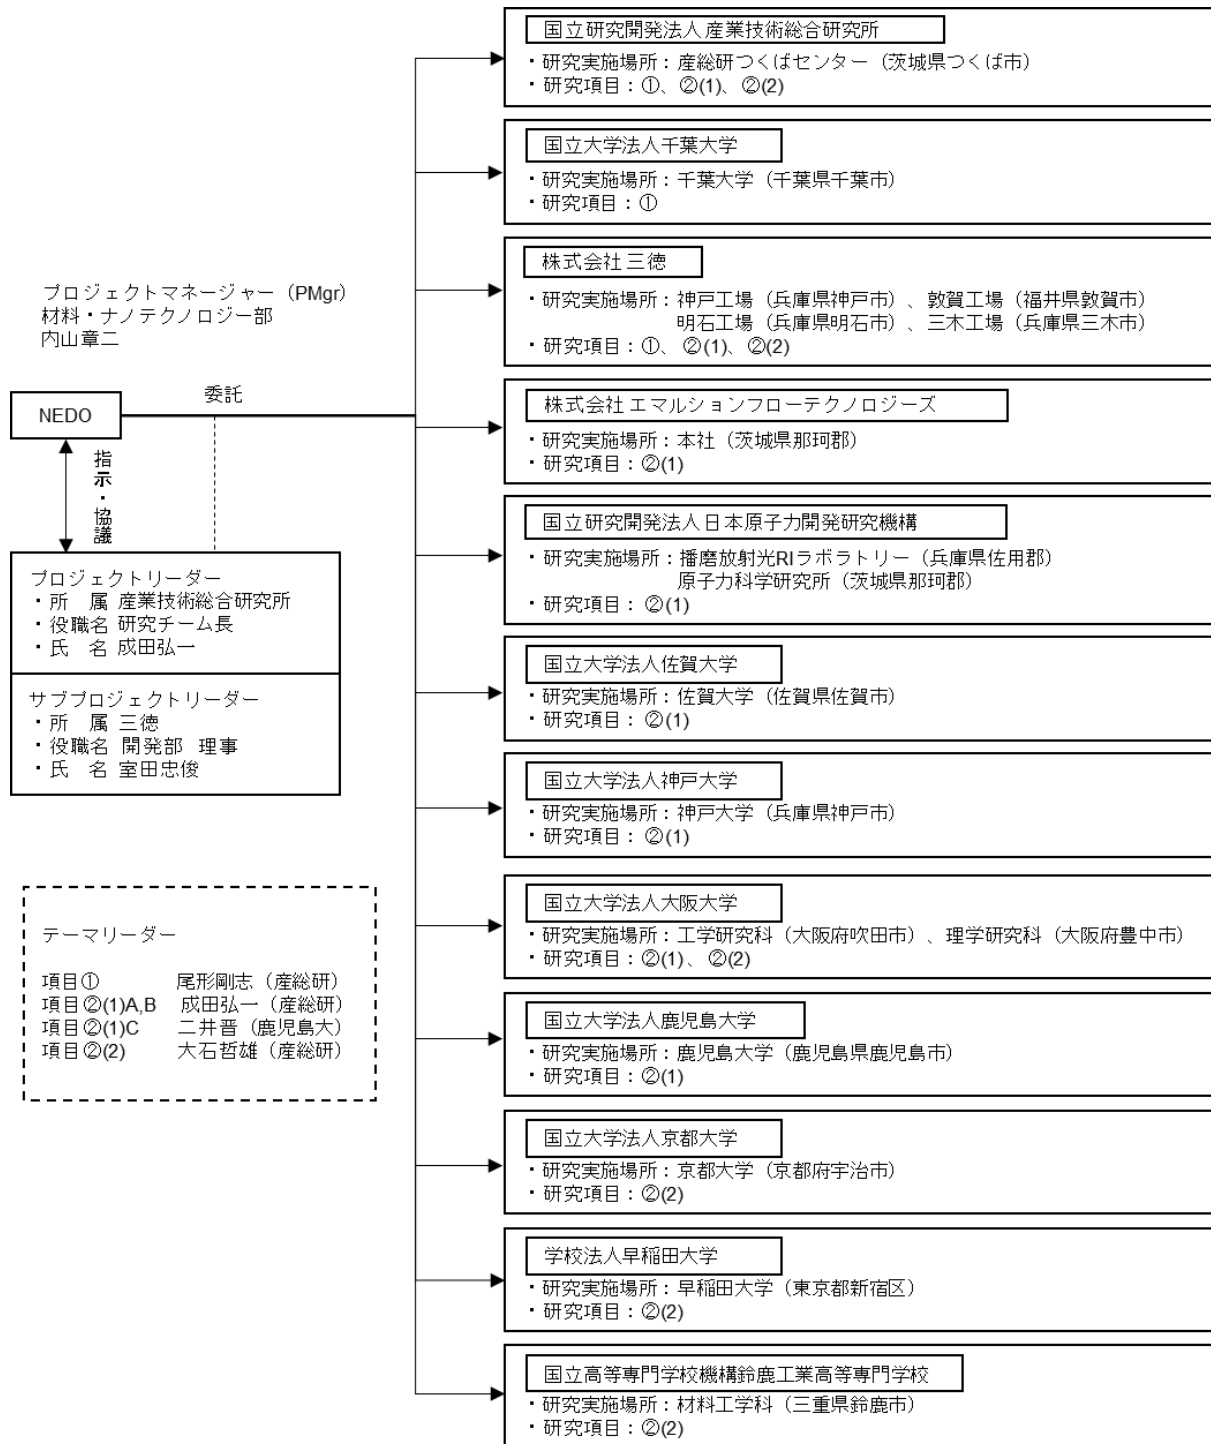 プロジェクトマネージャー（PMgr）
材料・ナノテクノロジー部
内山章二
NEDO
委託
指示・協議
プロジェクトリーダー
・所　属 産業技術総合研究所
・役職名 研究チーム長
・氏　名 成田弘一
サブプロジェクトリーダー
・所　属 三徳
・役職名 開発部 理事
・氏　名 室田忠俊
テーマリーダー
項目①　尾形剛志（産総研）
項目②(1)A,B　成田弘一（産総研）
項目②(1)C　二井晋（鹿児島大）
項目②(2)　大石哲雄（産総研）
国立研究開発法人 産業技術総合研究所
・研究実施場所：産総研つくばセンター（茨城県つくば市）
・研究項目：①、②(1)、②(2)
国立大学法人千葉大学
・研究実施場所：千葉大学（千葉県千葉市）
・研究項目：①
株式会社 三徳
・研究実施場所：神戸工場（兵庫県神戸市）、敦賀工場（福井県敦賀市）
明石工場（兵庫県明石市）、三木工場（兵庫県三木市）
・研究項目：①、②(1)、②(2)
株式会社 エマルションフローテクノロジーズ
・研究実施場所：本社（茨城県那珂郡）
・研究項目：②(1)
国立研究開発法人日本原子力開発研究機構
・研究実施場所：播磨放射光RIラボラトリー（兵庫県佐用郡）
原子力科学研究所（茨城県那珂郡）
・研究項目：②(1)
国立大学法人佐賀大学
・研究実施場所：佐賀大学（佐賀県佐賀市）
・研究項目：②(1)
国立大学法人神戸大学
・研究実施場所：神戸大学（兵庫県神戸市）
・研究項目：②(1)
国立大学法人大阪大学
・研究実施場所：工学研究科（大阪府吹田市）、理学研究科（大阪府豊中市）
・研究項目：②(1)、②(2)
国立大学法人鹿児島大学
・研究実施場所：鹿児島大学（鹿児島県鹿児島市）
・研究項目：②(1)
国立大学法人京都大学
・研究実施場所：京都大学（京都府宇治市）
・研究項目：②(2)
学校法人早稲田大学
・研究実施場所：早稲田大学（東京都新宿区）
・研究項目：②(2)
国立高等専門学校機構鈴鹿工業高等専門学校
・研究実施場所：材料工学科（三重県鈴鹿市）
・研究項目：②(2)